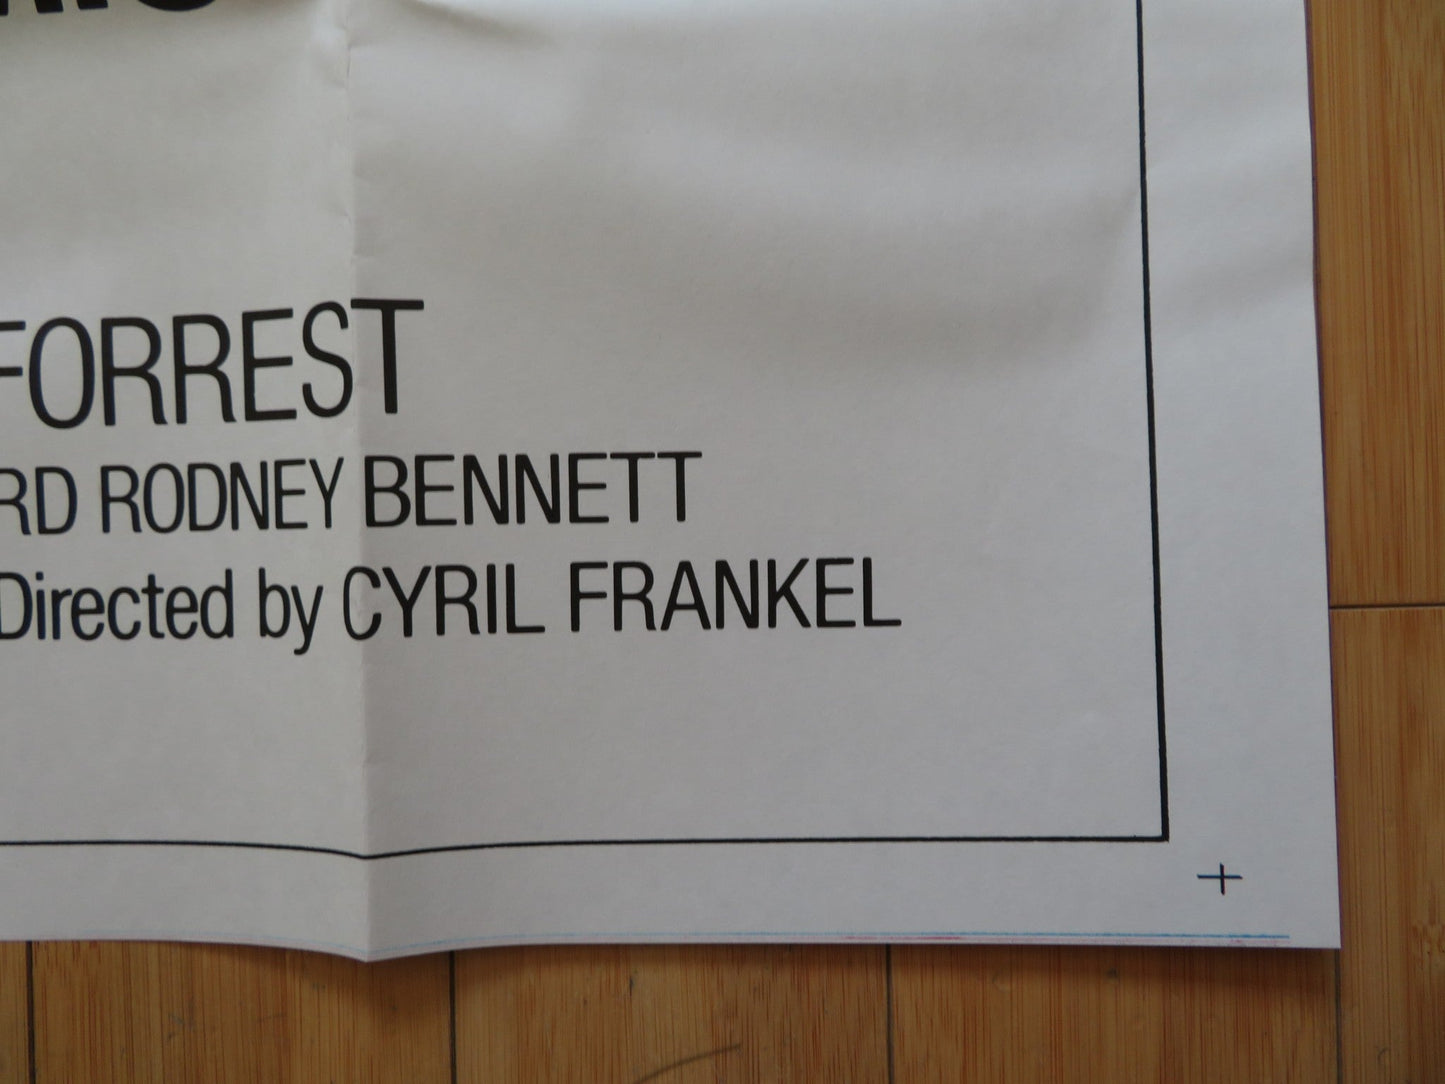 FORREST
RD RODNEY BENNETT
Directed by CYRIL FRANKEL